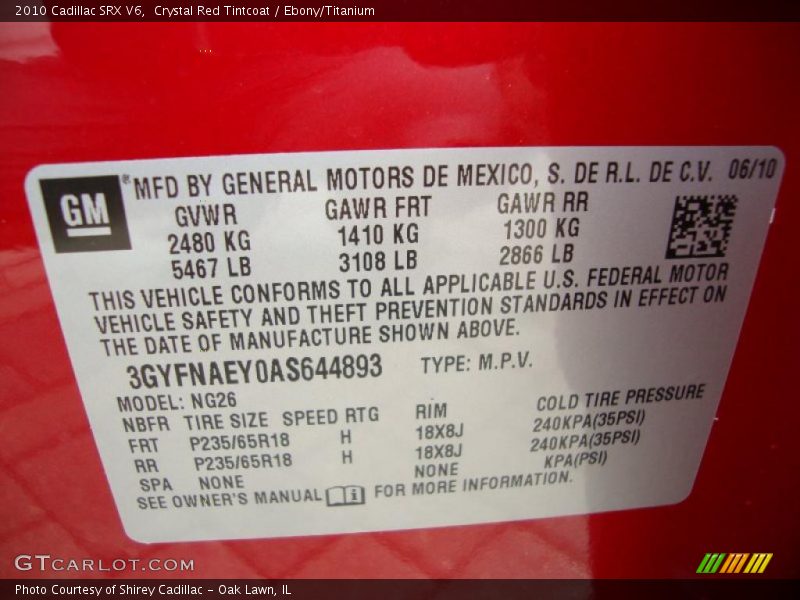 2010 Cadillac SRX V6,  Crystal Red Tintcoat / Ebony/Titanium
GM ® MFD BY GENERAL MOTORS DE MEXICO, S. DE R.L. DE C.V. 06/10
GVWR GAWR FRT GAWR RR
2480 KG 1410 KG 1300 KG
5467 LB 3108 LB 2866 LB
THIS VEHICLE CONFORMS TO ALL APPLICABLE U.S. FEDERAL MOTOR
VEHICLE SAFETY AND THEFT PREVENTION STANDARDS IN EFFECT ON
THE DATE OF MANUFACTURE SHOWN ABOVE.
3GYFNAEY0AS644893 TYPE: M.P.V.
MODEL: NG26
NBFR TIRE SIZE SPEED RTG RIM COLD TIRE PRESSURE
FRT P235/65R18 H 18X8J 240KPA(35PSI)
RR P235/65R18 H 18X8J 240KPA(35PSI)
SPA NONE NONE KPA(PSI)
SEE OWNER'S MANUAL FOR MORE INFORMATION.
GTCARLOT.COM
Photo Courtesy of Shirey Cadillac - Oak Lawn, IL